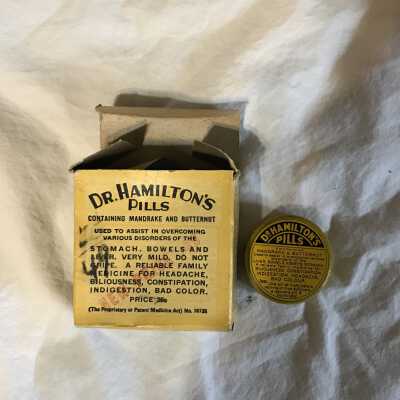 DR. HAMILTON'S
PILLS
CONTAINING MANDRAKE AND BUTTERNUT
USED TO ASSIST IN OVERCOMING
VARIOUS DISORDERS OF THE
STOMACH, BOWELS AND
LIVER. VERY MILD, DO NOT
GRIPE. A RELIABLE FAMILY
MEDICINE FOR HEADACHE,
BILIOUSNESS, CONSTIPATION,
INDIGESTION, BAD COLOR.
PRICE
(The Proprietary or Patent Medicine Act) No.
DR. HAMILTON'S
PILLS
MANDRAKE & BUTTERNUT